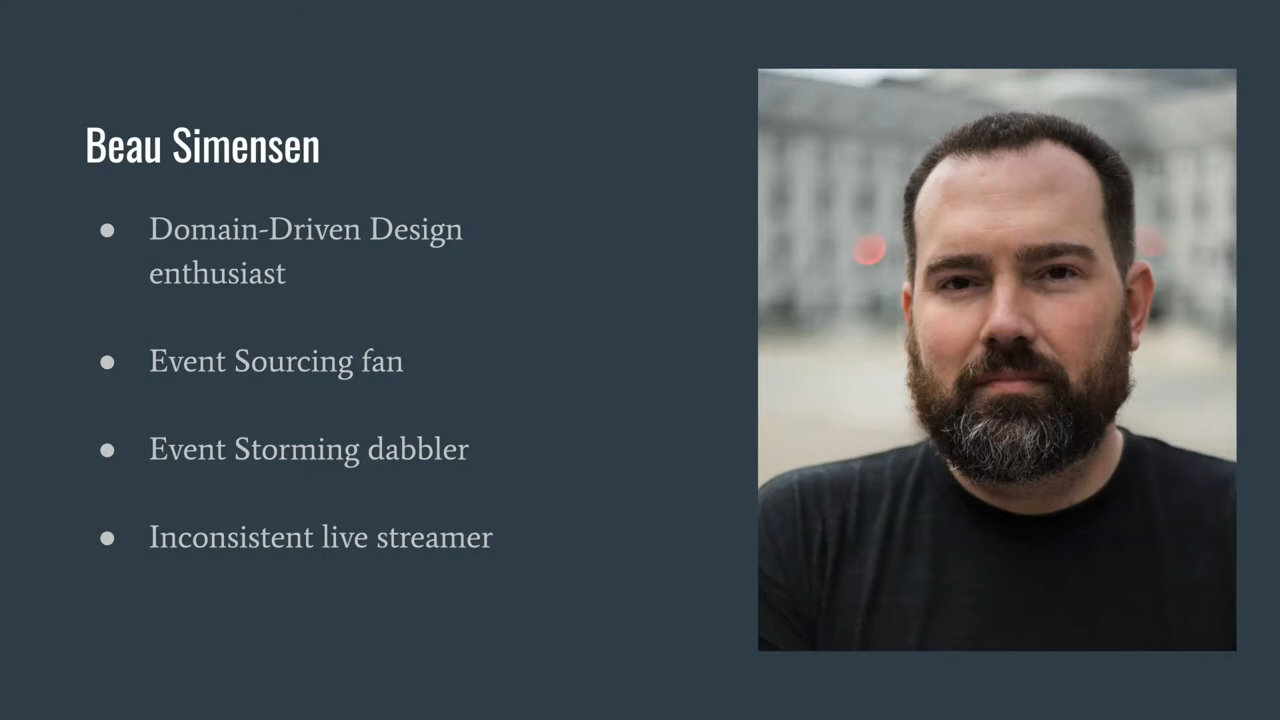 Beau Simensen
● Domain-Driven Design
enthusiast
● Event Sourcing fan
● Event Storming dabbler
● Inconsistent live streamer